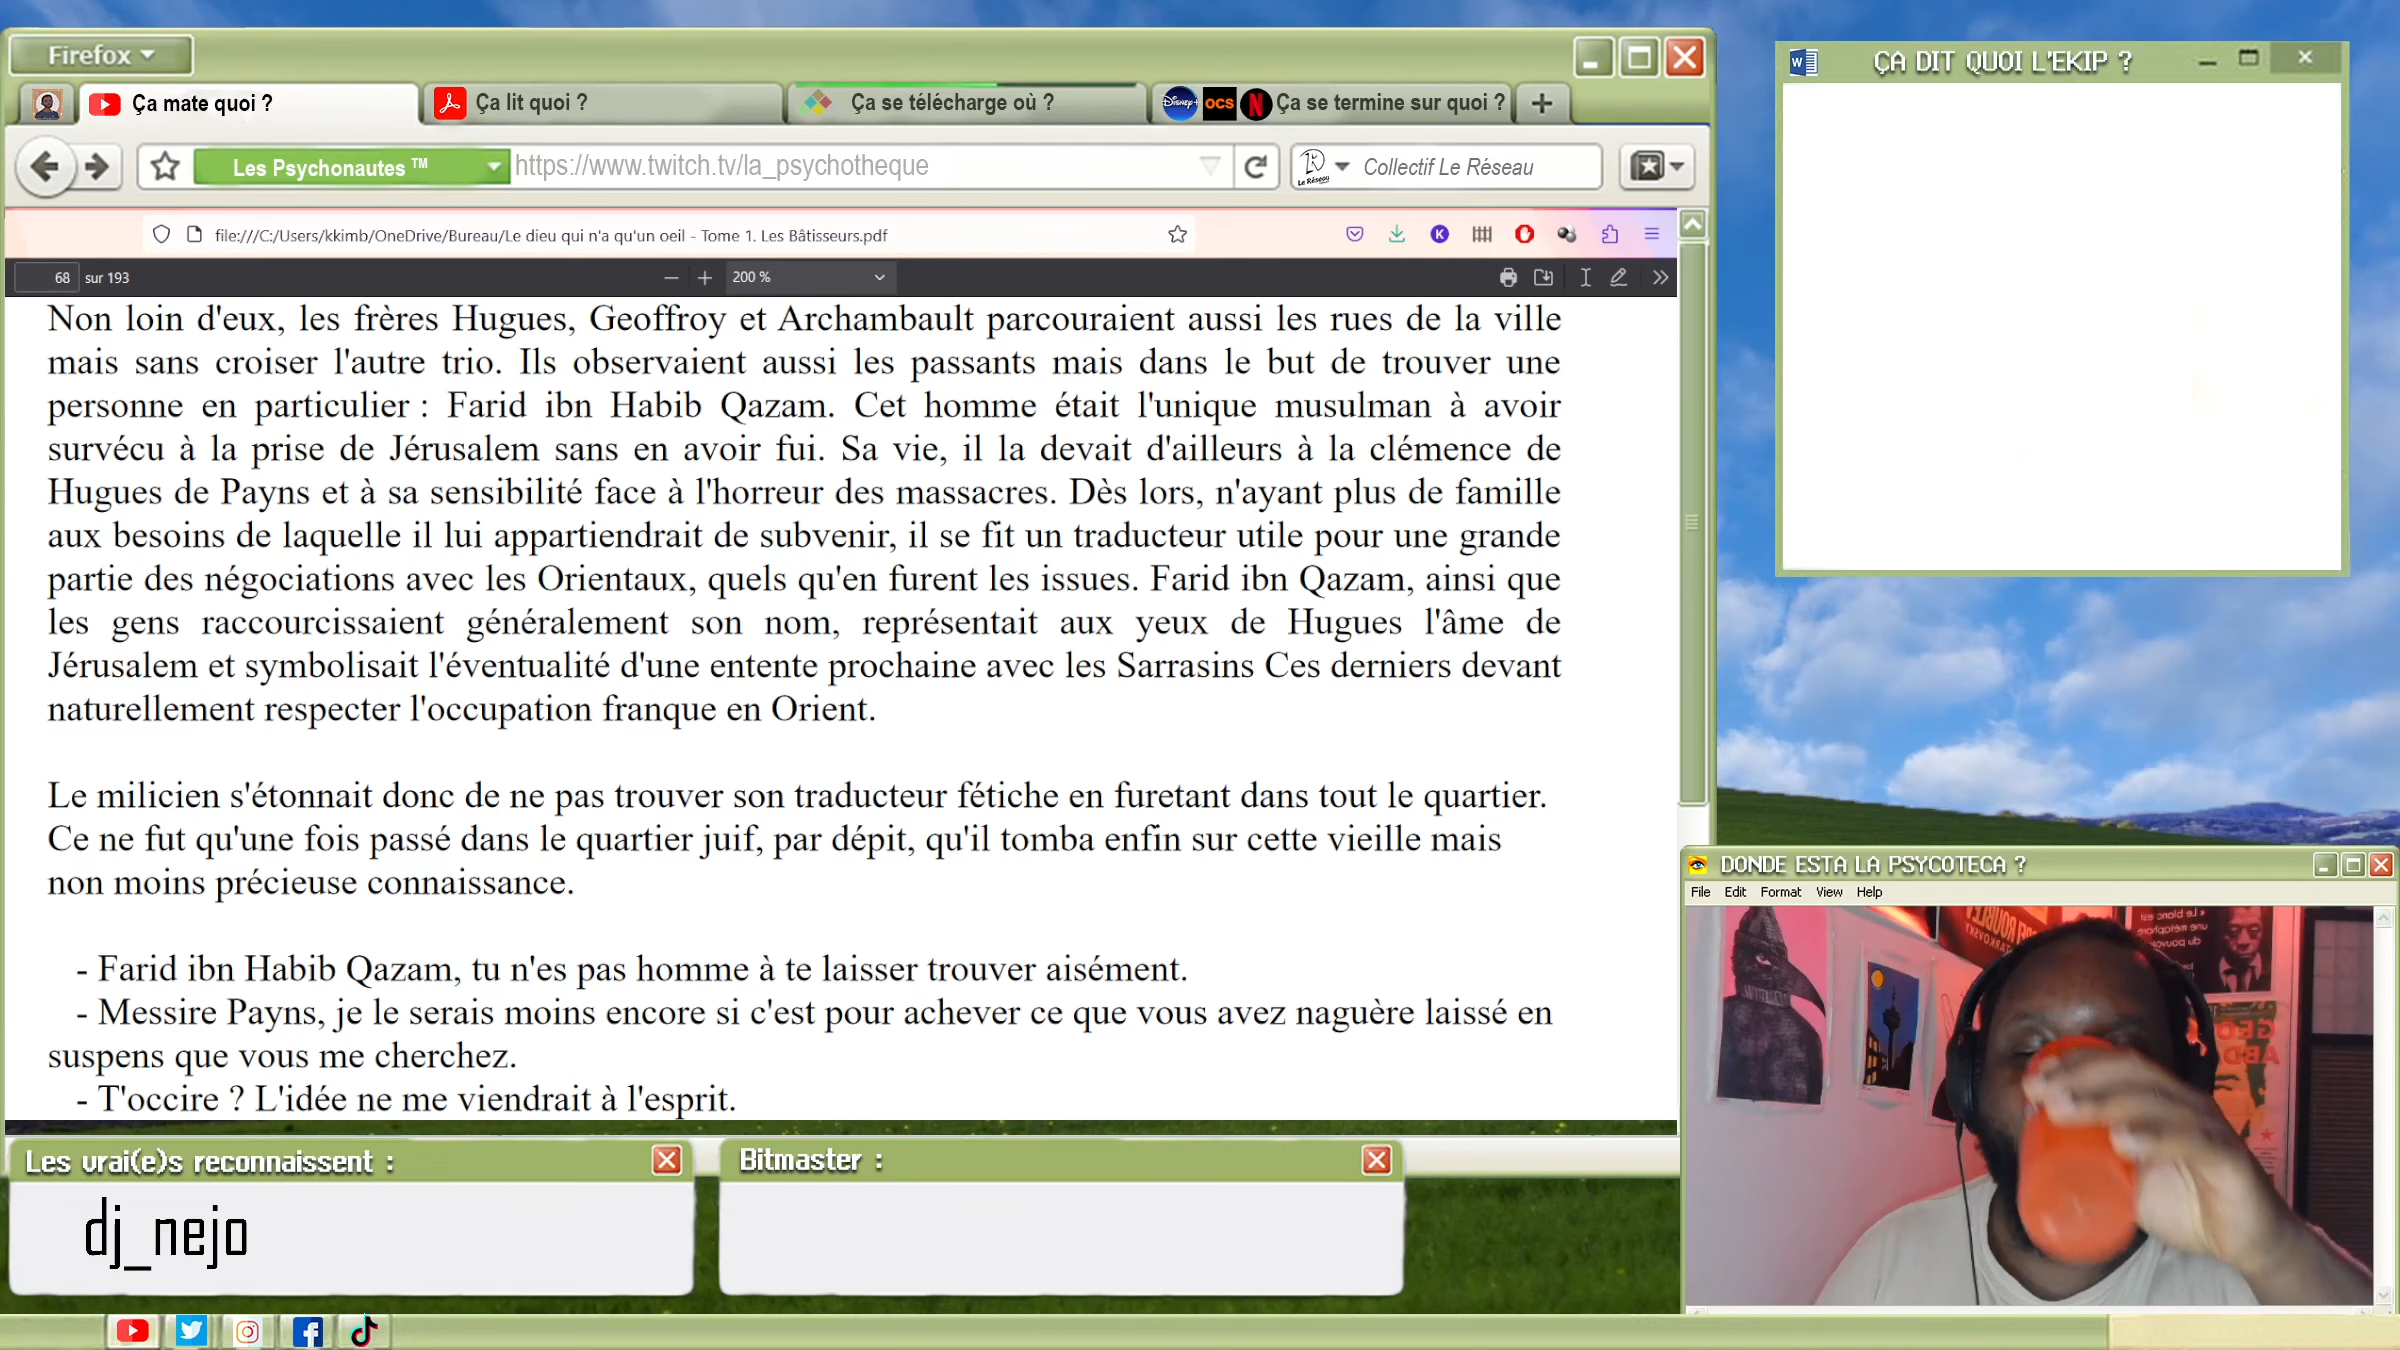 Firefox
Ça mate quoi ?
Ça lit quoi ?
Ça se télécharge où ?
Disney+ OCS N Ça se termine sur quoi ?
Les Psychonautes ™
https://www.twitch.tv/la_psychotheque
Le Réseau
Collectif Le Réseau
file:///C:/Users/kkimb/OneDrive/Bureau/Le dieu qui n'a qu'un oeil - Tome 1. Les Bâtisseurs.pdf
K
68 sur 193
200 %
Non loin d'eux, les frères Hugues, Geoffroy et Archambault parcouraient aussi les rues de la ville
mais sans croiser l'autre trio. Ils observaient aussi les passants mais dans le but de trouver une
personne en particulier : Farid ibn Habib Qazam. Cet homme était l'unique musulman à avoir
survécu à la prise de Jérusalem sans en avoir fui. Sa vie, il la devait d'ailleurs à la clémence de
Hugues de Payns et à sa sensibilité face à l'horreur des massacres. Dès lors, n'ayant plus de famille
aux besoins de laquelle il lui appartiendrait de subvenir, il se fit un traducteur utile pour une grande
partie des négociations avec les Orientaux, quels qu'en furent les issues. Farid ibn Qazam, ainsi que
les gens raccourcissaient généralement son nom, représentait aux yeux de Hugues l'âme de
Jérusalem et symbolisait l'éventualité d'une entente prochaine avec les Sarrasins Ces derniers devant
naturellement respecter l'occupation franque en Orient.
Le milicien s'étonnait donc de ne pas trouver son traducteur fétiche en furetant dans tout le quartier.
Ce ne fut qu'une fois passé dans le quartier juif, par dépit, qu'il tomba enfin sur cette vieille mais
non moins précieuse connaissance.
- Farid ibn Habib Qazam, tu n'es pas homme à te laisser trouver aisément.
- Messire Payns, je le serais moins encore si c'est pour achever ce que vous avez naguère laissé en
suspens que vous me cherchez.
- T'occire ? L'idée ne me viendrait à l'esprit.
ÇA DIT QUOI L'EKIP ?
DONDE ESTA LA PSYCOTECA ?
File Edit Format View Help
« Le blanc est
une métaphore
du pouvoir
GEO
ABD
Les vrai(e)s reconnaissent :
dj_nejo
Bitmaster :